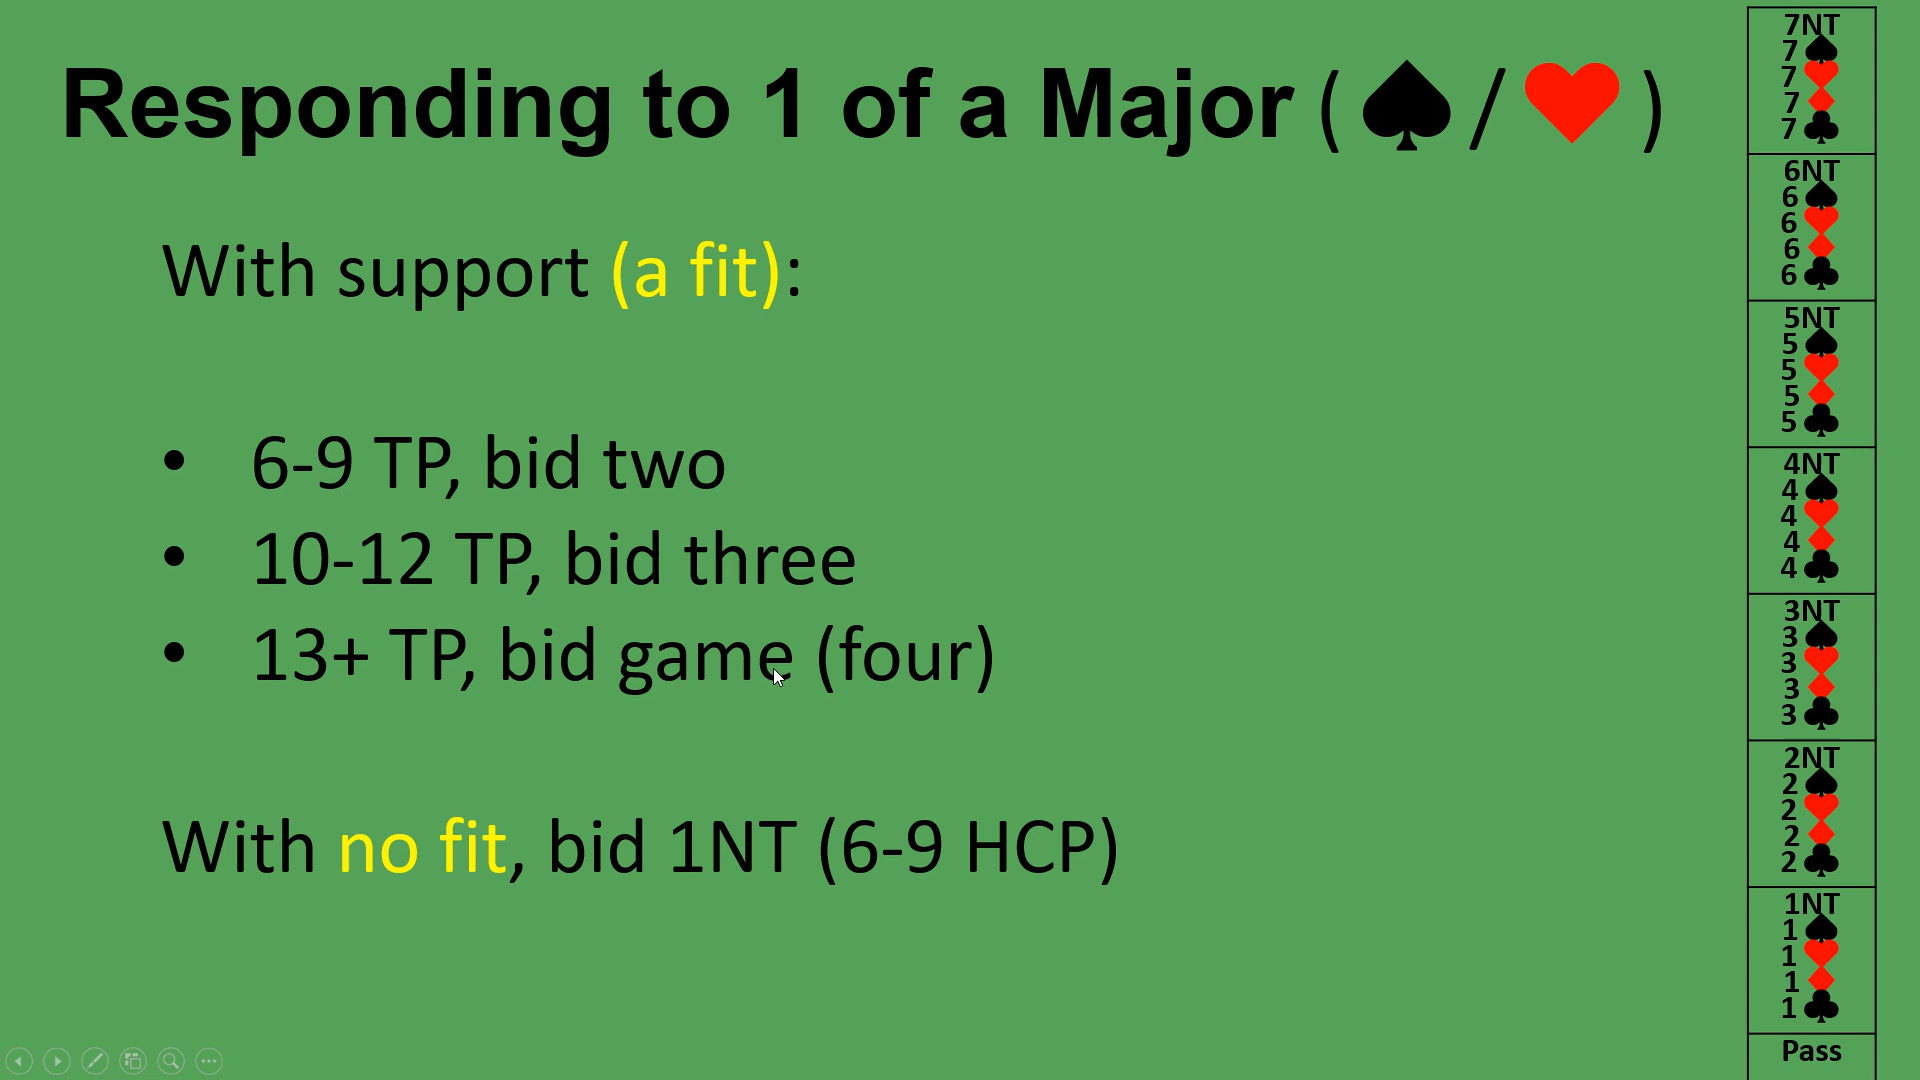 Responding to 1 of a Major (♠/♥)
With support (a fit):
• 6-9 TP, bid two
• 10-12 TP, bid three
• 13+ TP, bid game (four)
With no fit, bid 1NT (6-9 HCP)
7NT
7♠
7♥
7♦
7♣
6NT
6♠
6♥
6♦
6♣
5NT
5♠
5♥
5♦
5♣
4NT
4♠
4♥
4♦
4♣
3NT
3♠
3♥
3♦
3♣
2NT
2♠
2♥
2♦
2♣
1NT
1♠
1♥
1♦
1♣
Pass